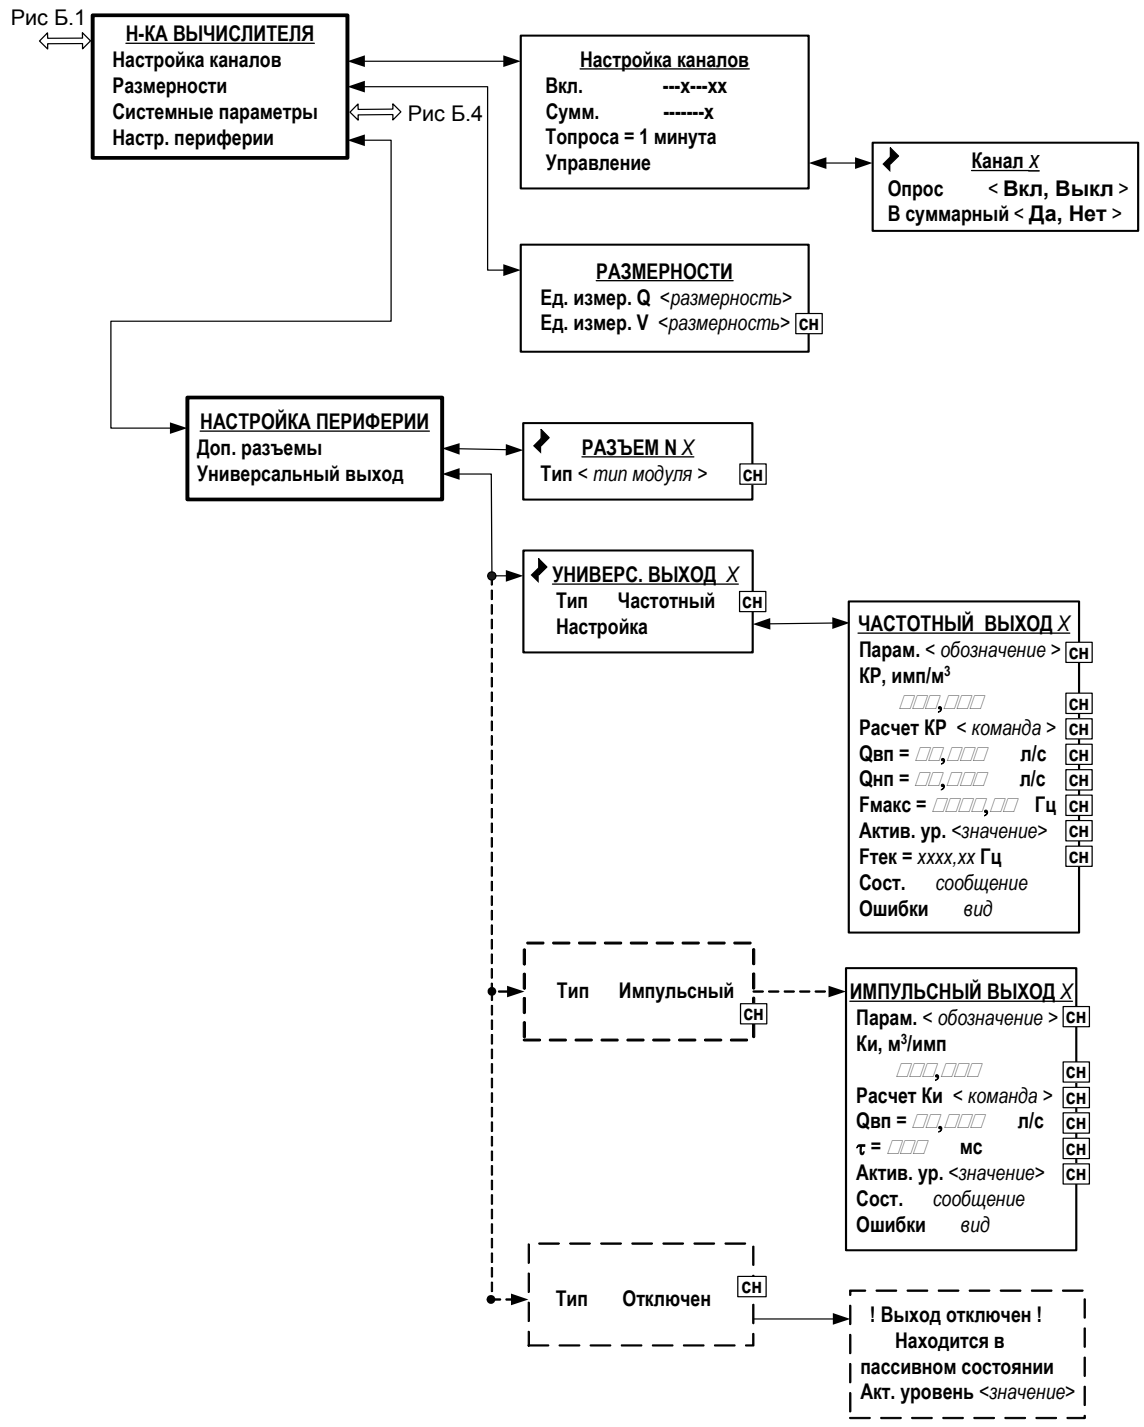 Рис Б.1
Н-КА ВЫЧИСЛИТЕЛЯ
Настройка каналов
Размерности
Системные параметры
Настр. периферии
Рис Б.4
Настройка каналов
Вкл. ---х---хх
Сумм. -------х
Топроса = 1 минута
Управление
Канал X
Опрос < Вкл, Выкл >
В суммарный < Да, Нет >
РАЗМЕРНОСТИ
Ед. измер. Q <размерность>
Ед. измер. V <размерность> СН
НАСТРОЙКА ПЕРИФЕРИИ
Доп. разъемы
Универсальный выход
РАЗЪЕМ N X
Тип < тип модуля > СН
УНИВЕРС. ВЫХОД X
Тип Частотный СН
Настройка
ЧАСТОТНЫЙ ВЫХОД X
Парам. < обозначение > СН
КР, имп/м³
□□□,□□□ СН
Расчет КР < команда > СН
Qвп = □□,□□□ л/с СН
Qнп = □□,□□□ л/с СН
Fмакс = □□□□,□□ Гц СН
Актив. ур. <значение> СН
Fтек = xxxx,xx Гц СН
Сост. сообщение
Ошибки вид
Тип Импульсный
СН
ИМПУЛЬСНЫЙ ВЫХОД X
Парам. < обозначение > СН
Ки, м³/имп
□□□,□□□ СН
Расчет Ки < команда > СН
Qвп = □□,□□□ л/с СН
τ = □□□ мс СН
Актив. ур. <значение> СН
Сост. сообщение
Ошибки вид
Тип Отключен СН
! Выход отключен !
Находится в
пассивном состоянии
Акт. уровень <значение>